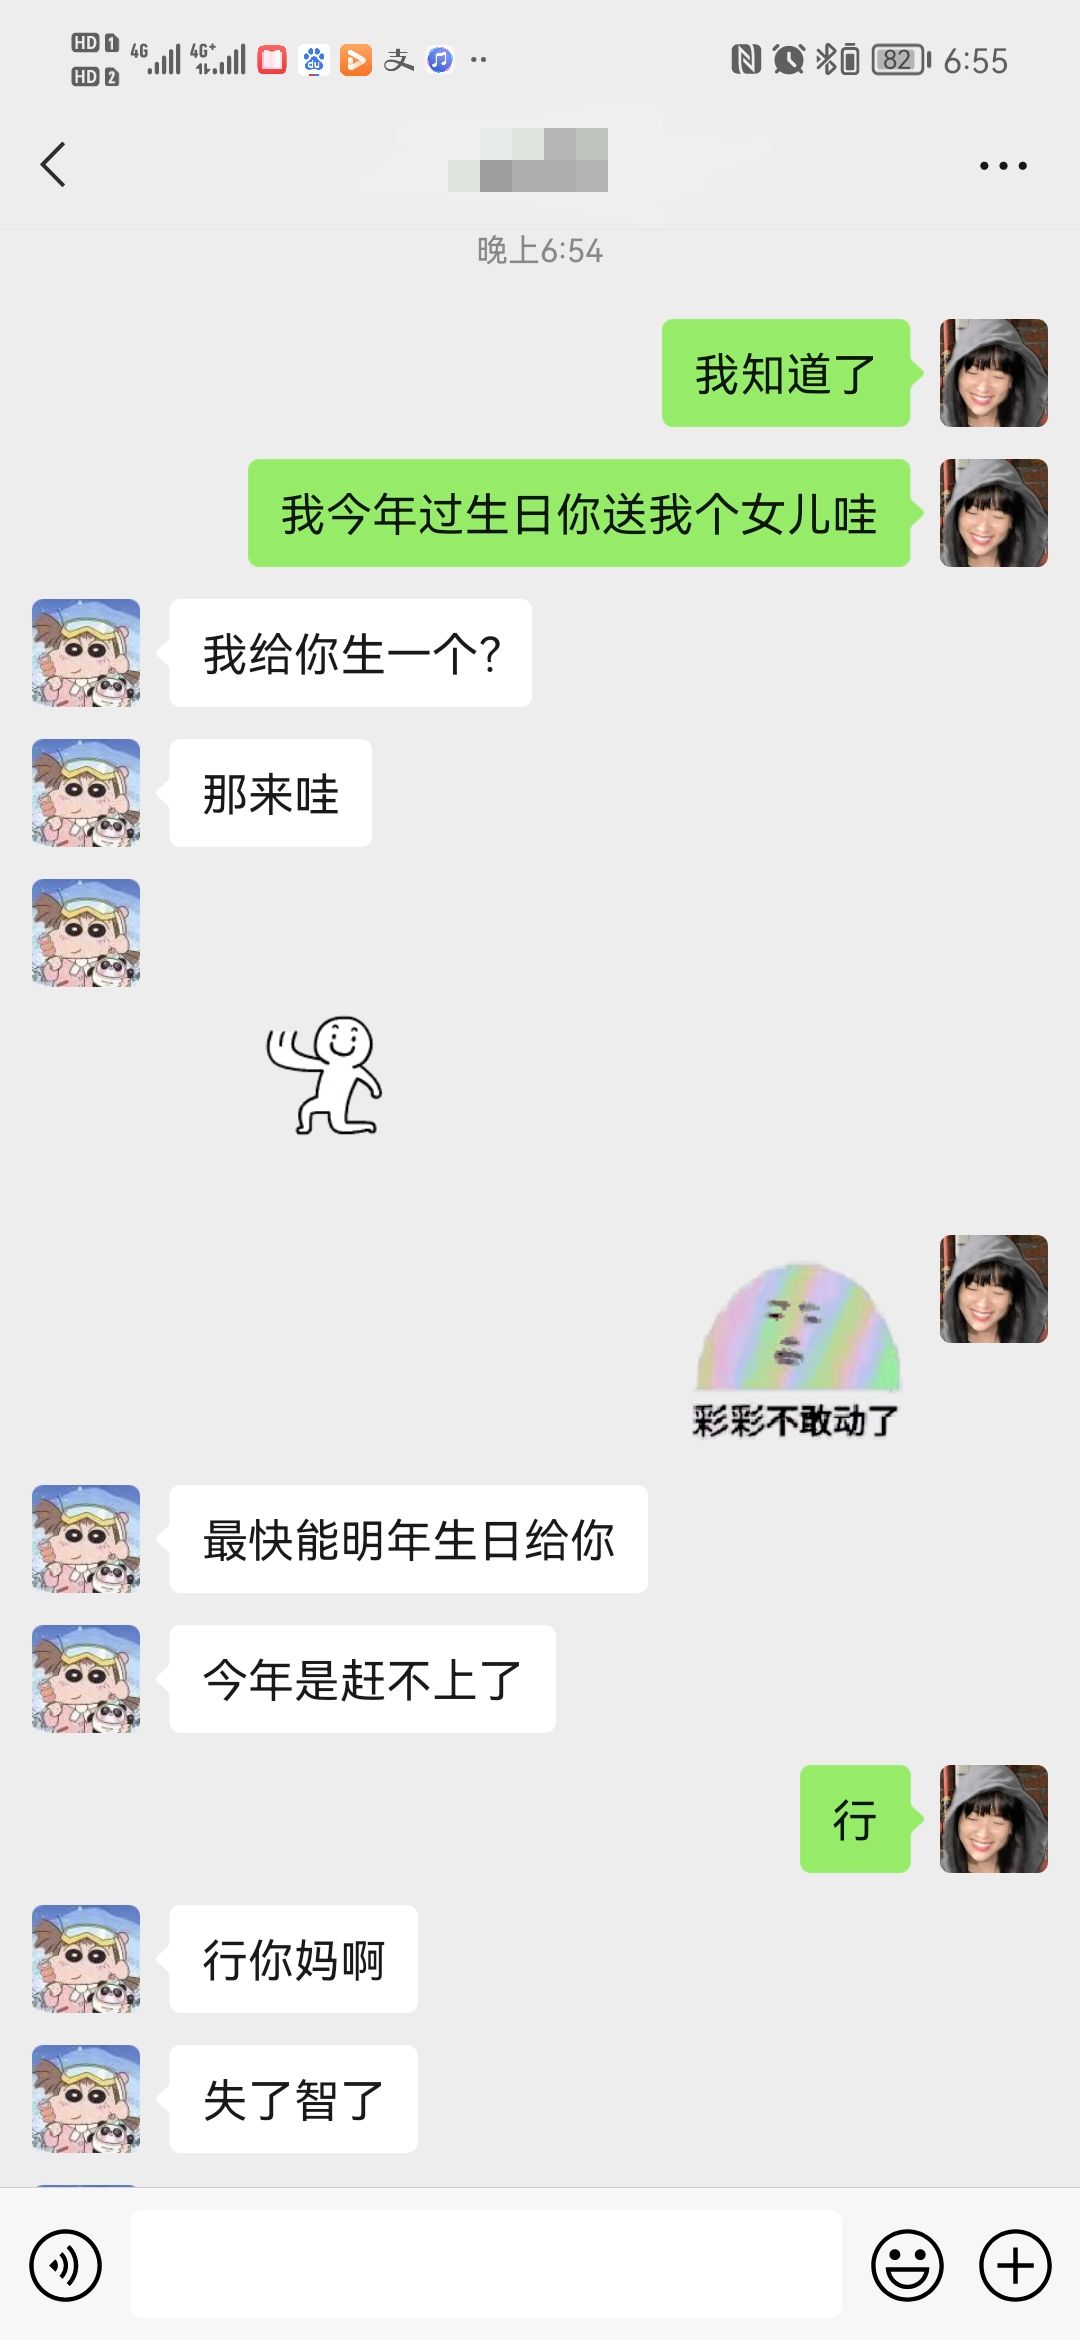 HD 1 4G 4G+ 支 82 6:55
HD 2
晚上6:54
我知道了
我今年过生日你送我个女儿哇
我给你生一个?
那来哇
彩彩不敢动了
最快能明年生日给你
今年是赶不上了
行
行你妈啊
失了智了